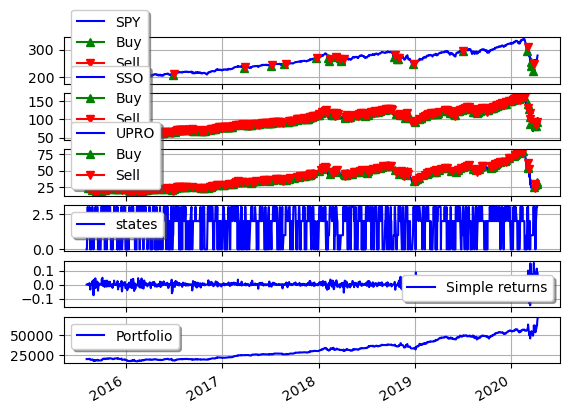 SPY
Buy
Sell
300
200
SSO
Buy
Sell
150
100
50
UPRO
Buy
Sell
75
50
25
states
2.5
0.0
Simple returns
0.1
0.0
−0.1
Portfolio
50000
25000
2016 2017 2018 2019 2020